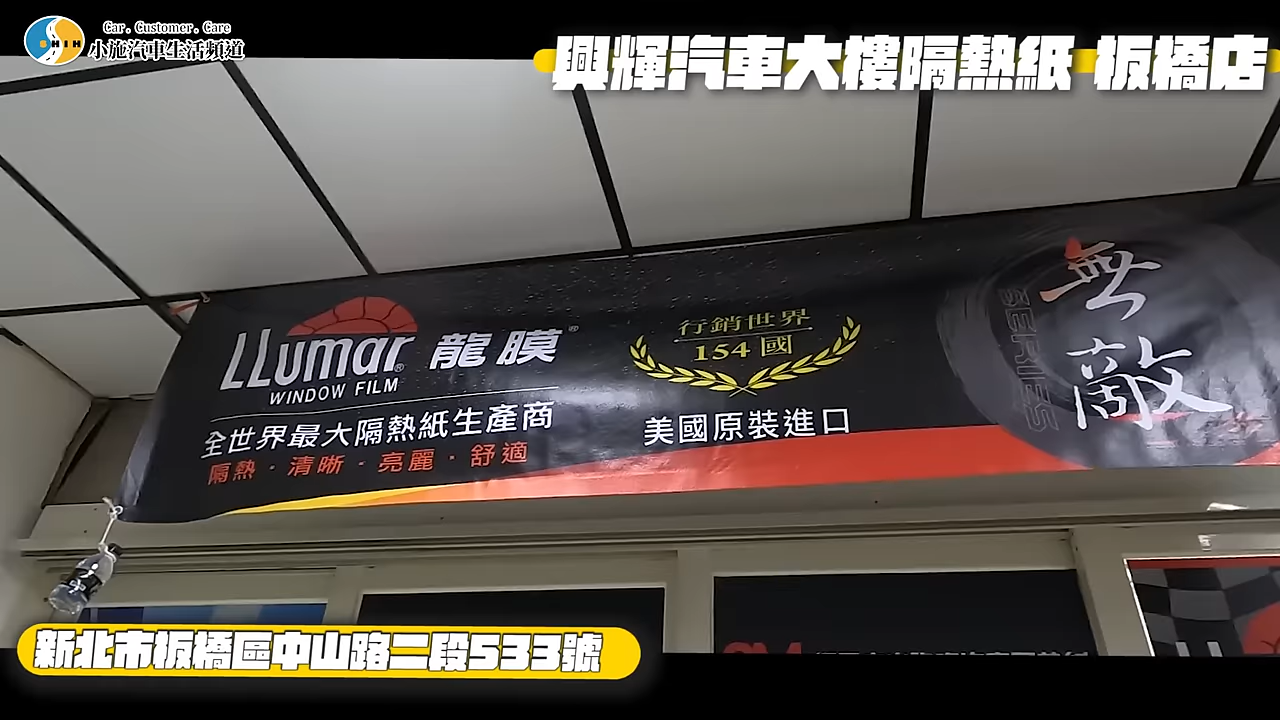 Car. Customer. Care
SHIH
小施汽車生活頻道
興輝汽車大樓隔熱紙 板橋店
LLumar®
WINDOW FILM
龍膜®
全世界最大隔熱紙生產商
隔熱・清晰・亮麗・舒適
行銷世界
154 國
美國原裝進口
SERIES
無敵
新北市板橋區中山路二段533號